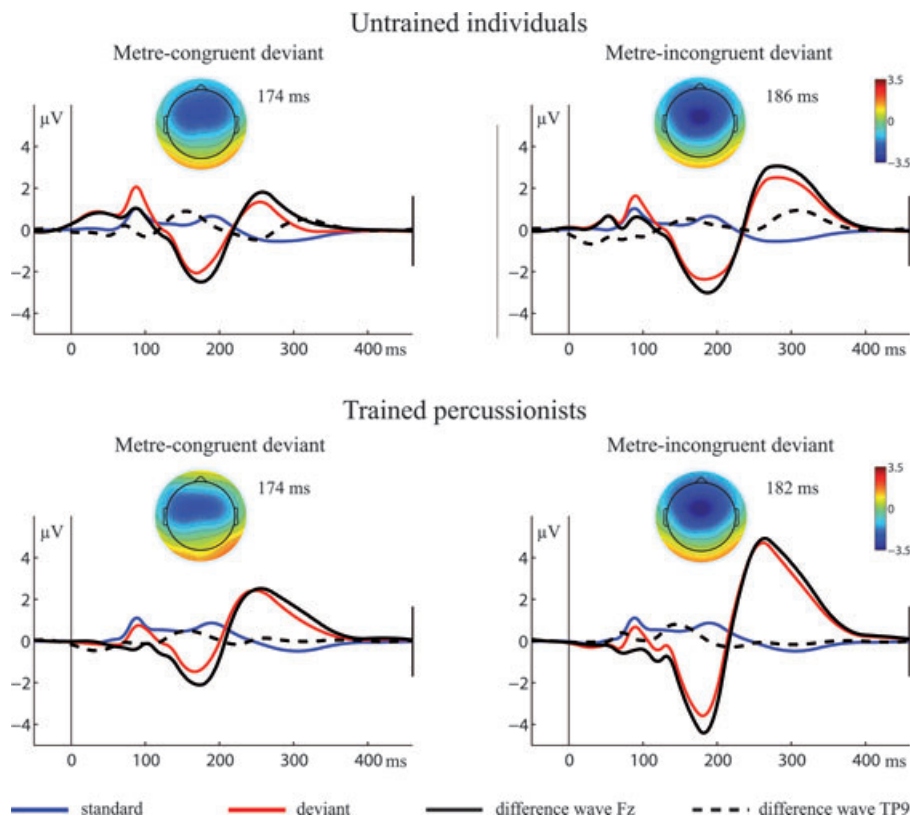 Untrained individuals
Metre-congruent deviant
Metre-incongruent deviant
174 ms
186 ms
3.5
0
−3.5
µV
4
2
0
−2
−4
0 100 200 300 400 ms
µV
4
2
0
−2
−4
0 100 200 300 400 ms
Trained percussionists
Metre-congruent deviant
Metre-incongruent deviant
174 ms
182 ms
3.5
0
−3.5
µV
4
2
0
−2
−4
0 100 200 300 400 ms
µV
4
2
0
−2
−4
0 100 200 300 400 ms
standard deviant difference wave Fz difference wave TP9